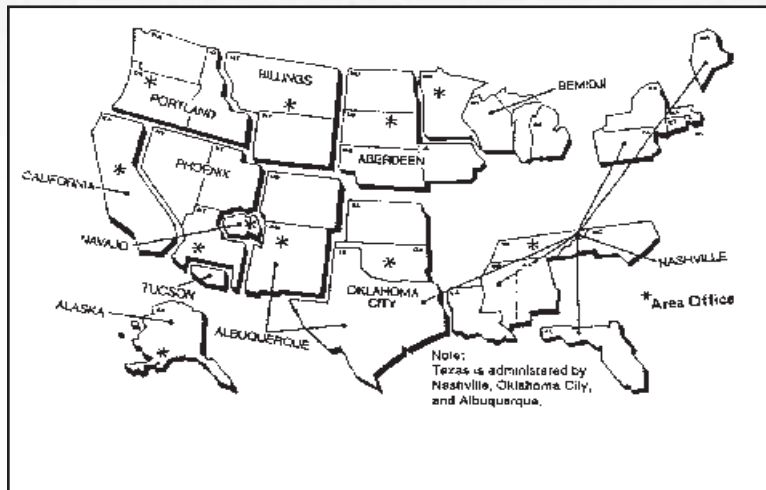 BILLINGS
BEMIDJI
PORTLAND
ABERDEEN
PHOENIX
CALIFORNIA
NAVAJO
TUCSON
OKLAHOMA
CITY
NASHVILLE
ALASKA
ALBUQUERQUE
*Area Office
Note:
Texas is administered by
Nashville, Oklahoma City,
and Albuquerque.